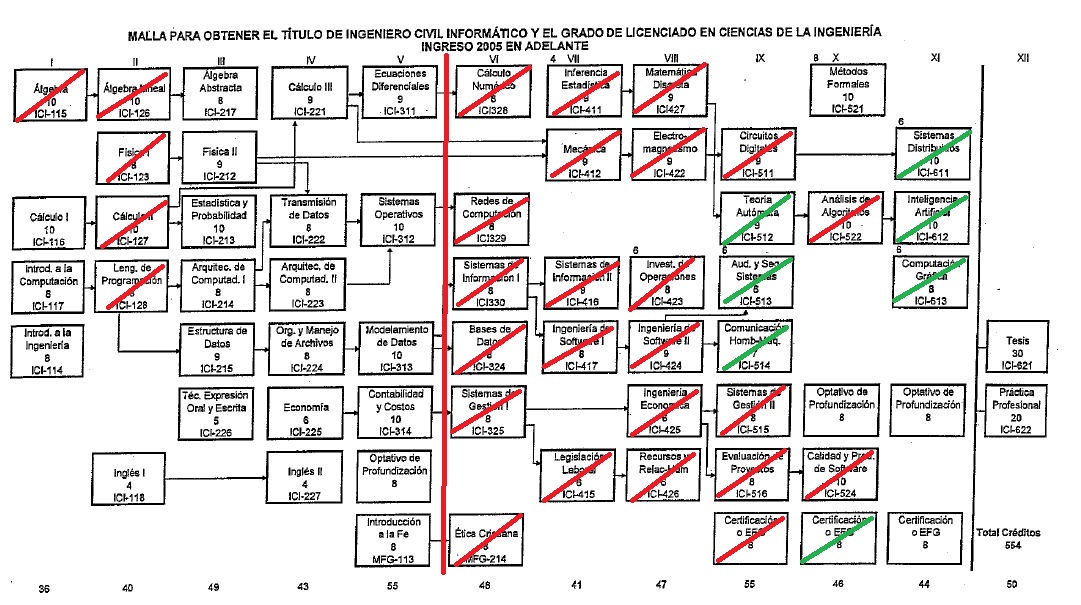 MALLA PARA OBTENER EL TÍTULO DE INGENIERO CIVIL INFORMÁTICO Y EL GRADO DE LICENCIADO EN CIENCIAS DE LA INGENIERÍA
INGRESO 2005 EN ADELANTE
I
II
III
IV
V
VI
4 VII
VIII
IX
8 X
XI
XII
Álgebra
10
ICI-115
Álgebra Lineal
10
ICI-126
Álgebra
Abstracta
8
ICI-217
Cálculo III
9
ICI-221
Ecuaciones
Diferenciales
9
ICI-311
Cálculo
Numérico
8
ICI328
Inferencia
Estadística
9
ICI-411
Matemática
Discreta
9
ICI427
Métodos
Formales
10
ICI-521
Física I
8
ICI-123
Física II
9
ICI-212
Mecánica
9
ICI-412
Electro-
magnetismo
9
ICI-422
Circuitos
Digitales
9
ICI-511
6
Sistemas
Distribuidos
10
ICI-611
Cálculo I
10
ICI-116
Cálculo II
10
ICI-127
Estadística y
Probabilidad
10
ICI-213
Transmisión
de Datos
8
ICI-222
Sistemas
Operativos
10
ICI-312
Redes de
Computación
8
ICI329
Teoría
Autómata
9
ICI-512
Análisis de
Algoritmos
10
ICI-522
Inteligencia
Artificial
10
ICI-612
Introd. a la
Computación
8
ICI-117
Leng. de
Programación
8
ICI-128
Arquitec. de
Computad. I
8
ICI-214
Arquitec. de
Computad. II
8
ICI-223
Sistemas de
Información I
8
ICI330
Sistemas de
Información II
8
ICI-416
6
Invest. de
Operaciones
8
ICI-423
6
Aud. y Seg.
Sistemas
8
ICI-513
6
Computación
Gráfica
8
ICI-613
Introd. a la
Ingeniería
8
ICI-114
Estructura de
Datos
9
ICI-215
Org. y Manejo
de Archivos
8
ICI-224
Modelamiento
de Datos
10
ICI-313
Bases de
Datos
8
ICI-324
Ingeniería de
Software I
8
ICI-417
Ingeniería de
Software II
9
ICI-424
Comunicación
Homb-Maq.
7
ICI-514
Tesis
30
ICI-621
Téc. Expresión
Oral y Escrita
5
ICI-226
Economía
6
ICI-225
Contabilidad
y Costos
10
ICI-314
Sistemas de
Gestión I
8
ICI-325
Ingeniería
Económica
6
ICI-425
Sistemas de
Gestión II
8
ICI-515
Optativo de
Profundización
8
Optativo de
Profundización
8
Práctica
Profesional
20
ICI-622
Inglés I
4
ICI-118
Inglés II
4
ICI-227
Optativo de
Profundización
8
Legislación
Laboral
6
ICI-415
Recursos y
Relac-Hum
6
ICI-426
Evaluación de
Proyectos
8
ICI-516
Calidad y Prod.
de Software
10
ICI-524
Introducción
a la Fe
8
MFG-113
Ética Cristiana
8
MFG-214
Certificación
o EFG
8
Certificación
o EFG
8
Certificación
o EFG
8
Total Créditos
554
36
40
49
43
55
48
41
47
55
46
44
50